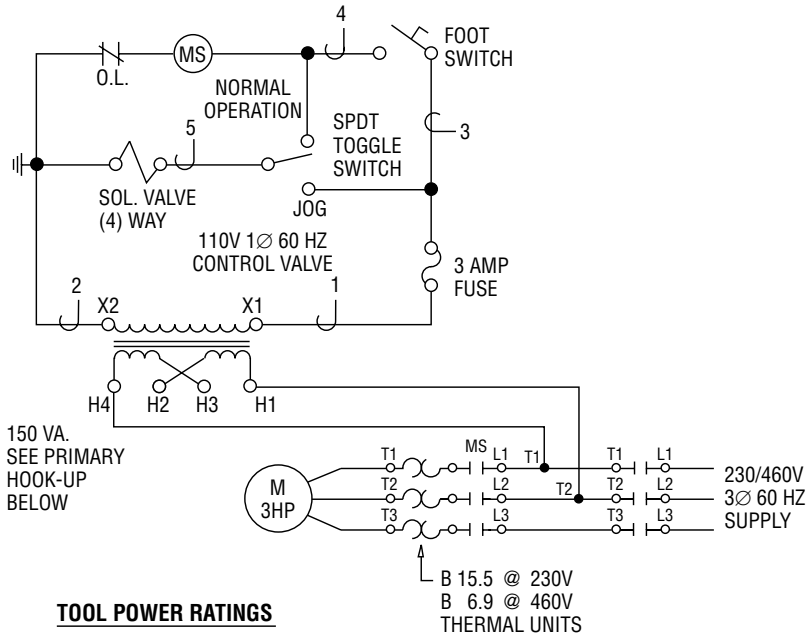 4
FOOT
SWITCH
MS
O.L.
NORMAL
OPERATION
SPDT
TOGGLE
SWITCH
3
5
SOL. VALVE
(4) WAY
JOG
110V 1∅ 60 HZ
CONTROL VALVE
3 AMP
FUSE
2
X2
X1
1
H4
H2
H3
H1
150 VA.
SEE PRIMARY
HOOK-UP
BELOW
M
3HP
T1
MS
L1
T1
T1
L1
T2
L2
T2
T2
L2
T3
L3
T3
L3
230/460V
3∅ 60 HZ
SUPPLY
B 15.5 @ 230V
B 6.9 @ 460V
THERMAL UNITS
TOOL POWER RATINGS